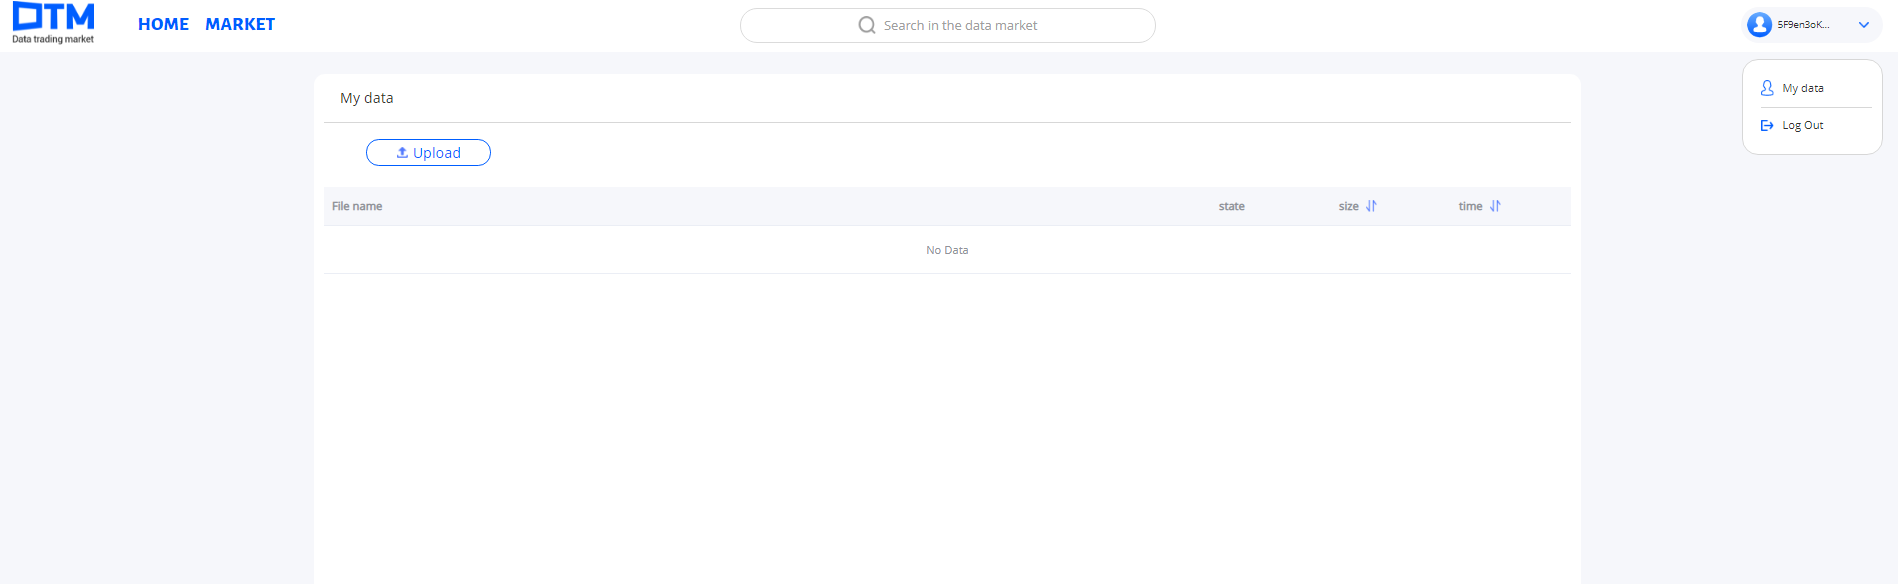 DTM
Data trading market
HOME MARKET
Search in the data market
5F9en3oK...
My data
Log Out
My data
Upload
File name state size time
No Data